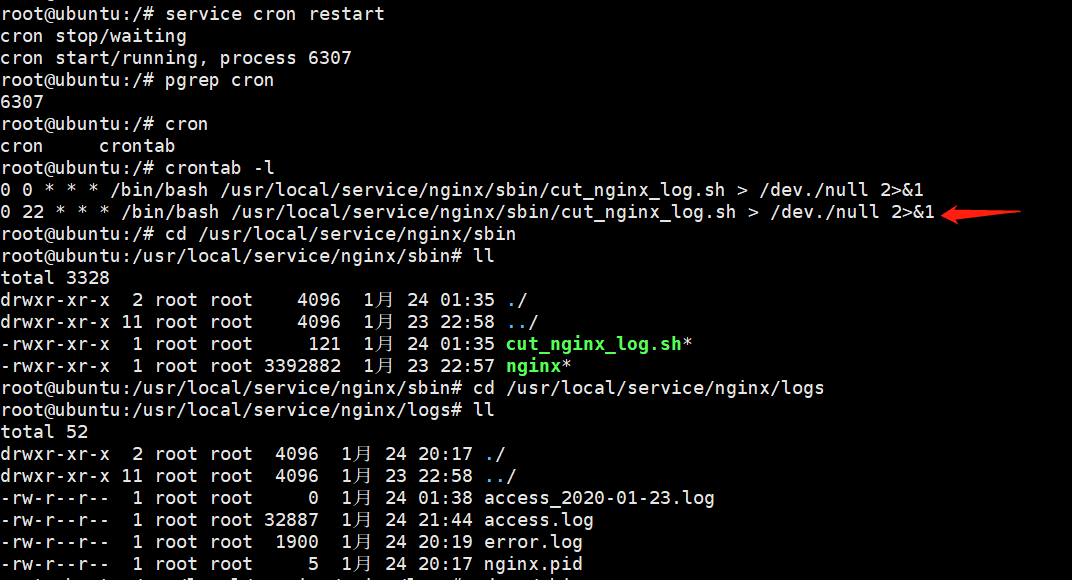 root@ubuntu:/# service cron restart
cron stop/waiting
cron start/running, process 6307
root@ubuntu:/# pgrep cron
6307
root@ubuntu:/# cron
cron     crontab
root@ubuntu:/# crontab -l
0 0 * * * /bin/bash /usr/local/service/nginx/sbin/cut_nginx_log.sh > /dev./null 2>&1
0 22 * * * /bin/bash /usr/local/service/nginx/sbin/cut_nginx_log.sh > /dev./null 2>&1
root@ubuntu:/# cd /usr/local/service/nginx/sbin
root@ubuntu:/usr/local/service/nginx/sbin# ll
total 3328
drwxr-xr-x  2 root root    4096  1月 24 01:35 ./
drwxr-xr-x 11 root root    4096  1月 23 22:58 ../
-rwxr-xr-x  1 root root     121  1月 24 01:35 cut_nginx_log.sh*
-rwxr-xr-x  1 root root 3392882  1月 23 22:57 nginx*
root@ubuntu:/usr/local/service/nginx/sbin# cd /usr/local/service/nginx/logs
root@ubuntu:/usr/local/service/nginx/logs# ll
total 52
drwxr-xr-x  2 root root  4096  1月 24 20:17 ./
drwxr-xr-x 11 root root  4096  1月 23 22:58 ../
-rw-r--r--  1 root root     0  1月 24 01:38 access_2020-01-23.log
-rw-r--r--  1 root root 32887  1月 24 21:44 access.log
-rw-r--r--  1 root root  1900  1月 24 20:19 error.log
-rw-r--r--  1 root root     5  1月 24 20:17 nginx.pid